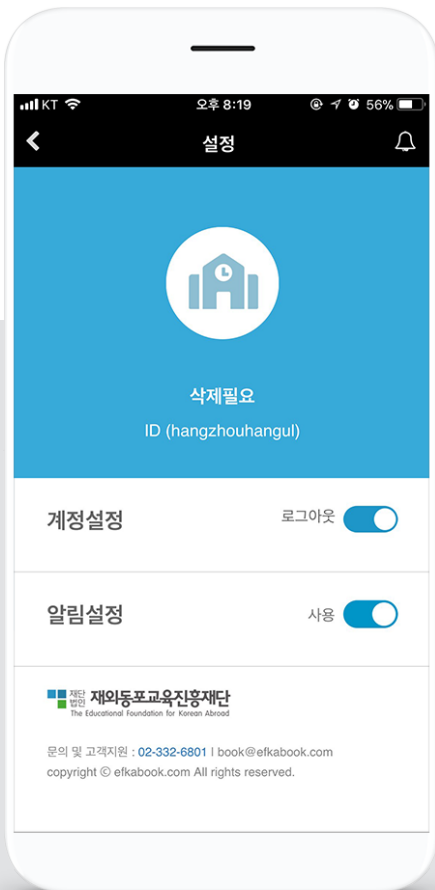 KT 오후 8:19 56%
설정
삭제필요
ID (hangzhouhangul)
계정설정 로그아웃
알림설정 사용
재단법인 재외동포교육진흥재단
The Educational Foundation for Korean Abroad
문의 및 고객지원 : 02-332-6801 l book@efkabook.com
copyright ⓒ efkabook.com All rights reserved.